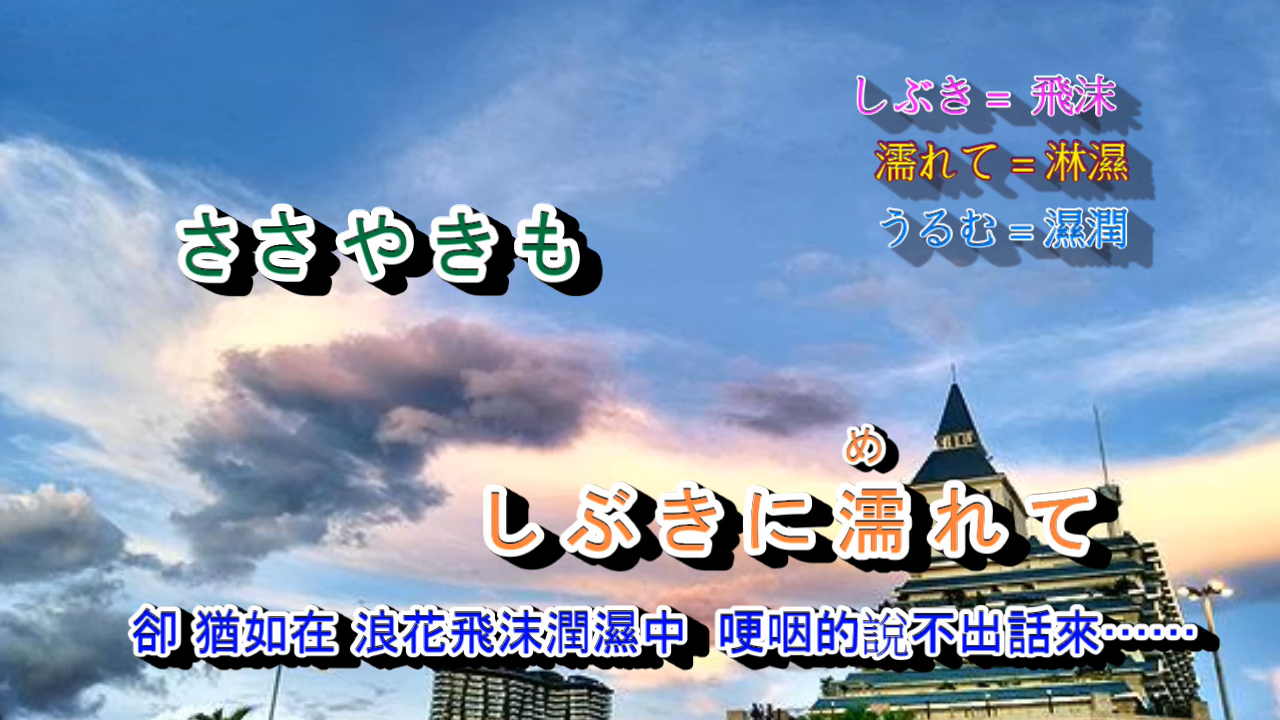 しぶき = 飛沫
濡れて = 淋濕
うるむ = 濕潤
ささやきも
め
しぶきに濡れて
卻 猶如在 浪花飛沫潤濕中 哽咽的說不出話來⋯⋯